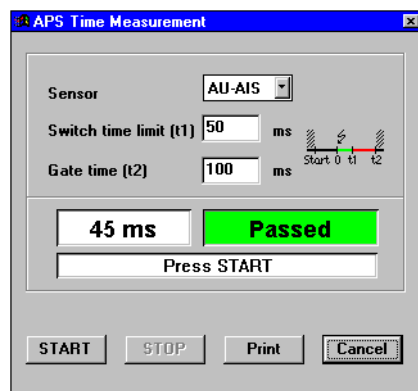 APS Time Measurement
Sensor AU-AIS
Switch time limit (t1) 50 ms
Gate time (t2) 100 ms
Start 0 t1 t2
45 ms Passed
Press START
START STOP Print Cancel